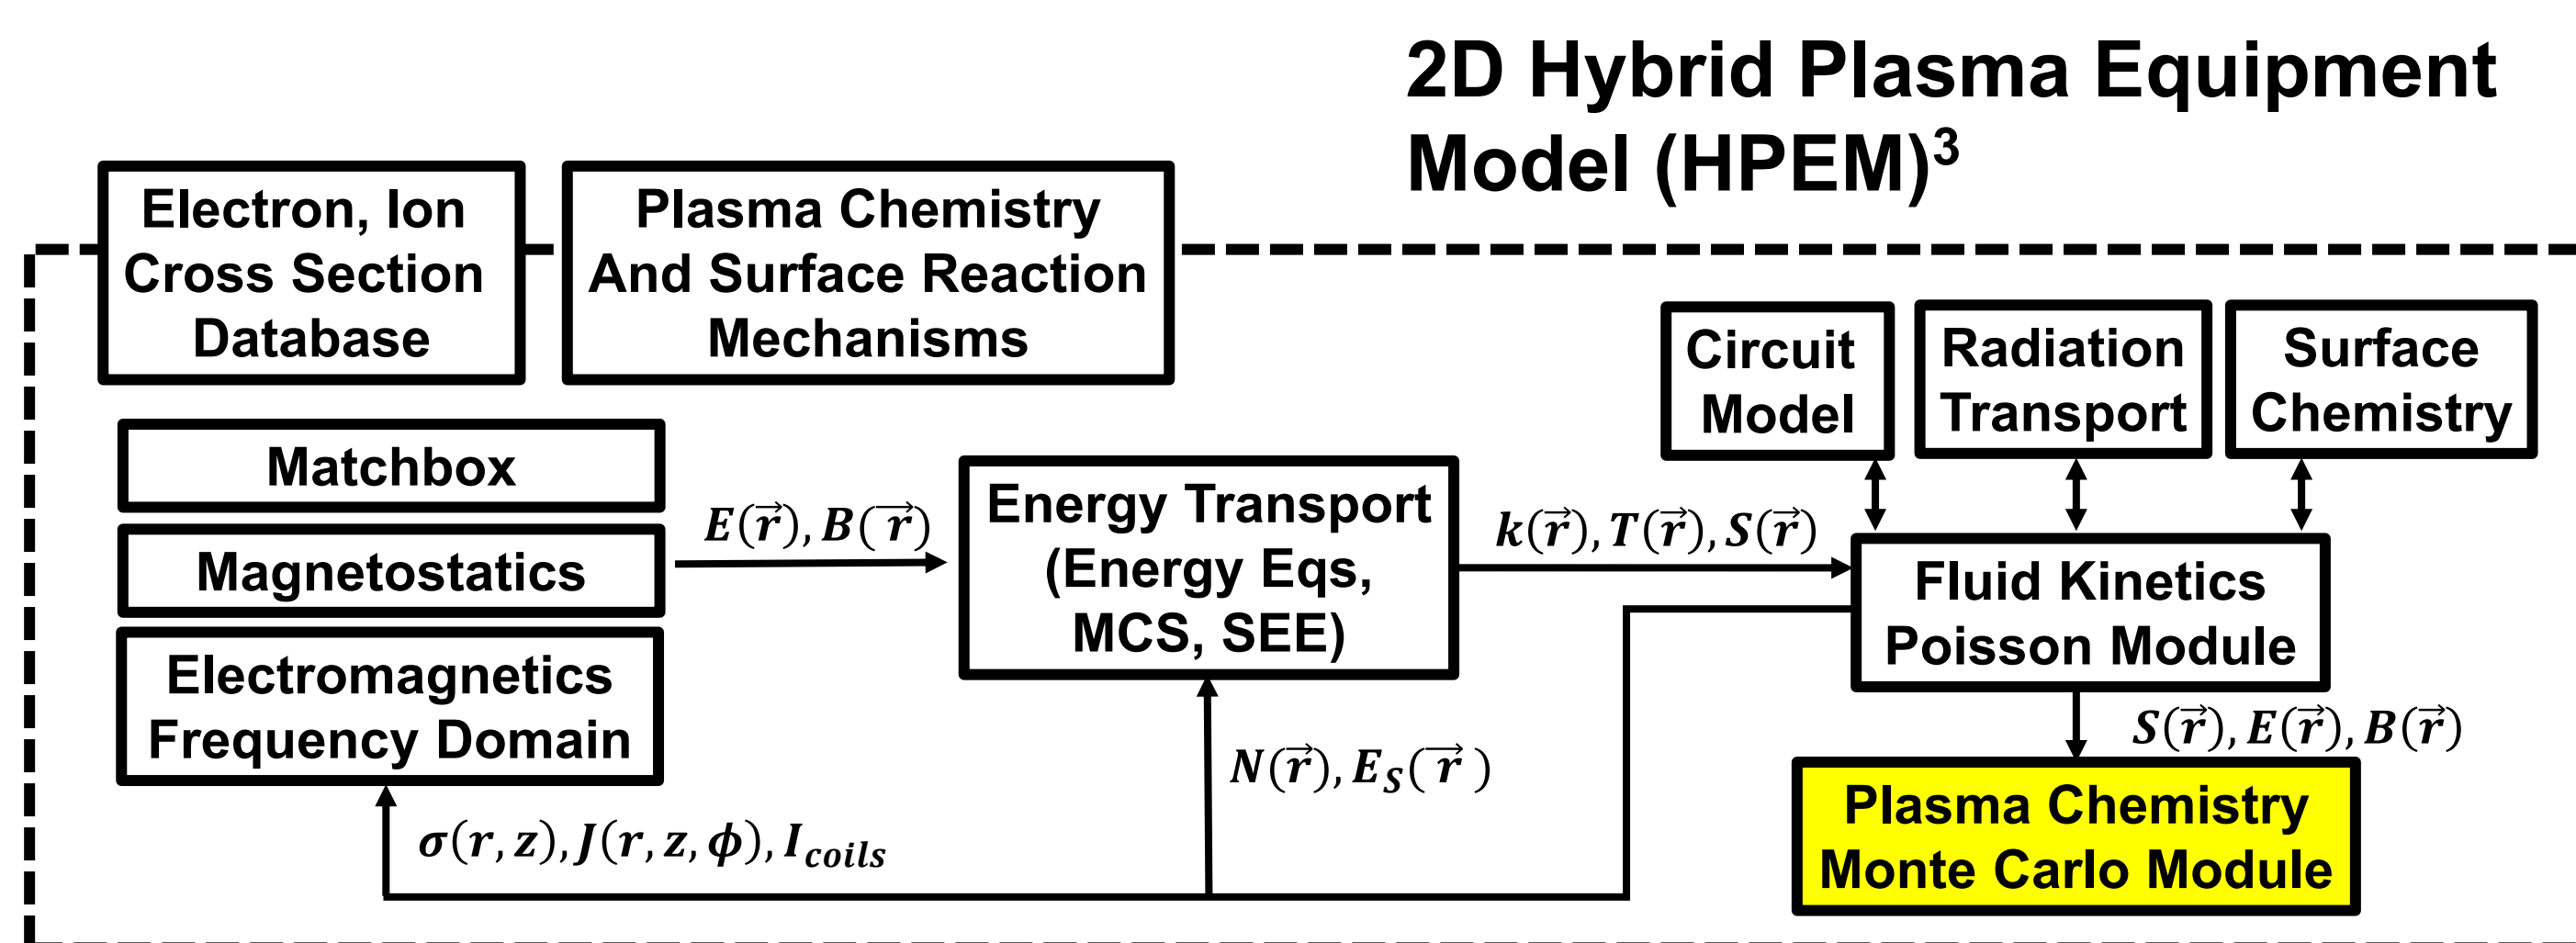 2D Hybrid Plasma Equipment
Model (HPEM)³
Electron, Ion
Cross Section
Database
Plasma Chemistry
And Surface Reaction
Mechanisms
Circuit
Model
Radiation
Transport
Surface
Chemistry
Matchbox
Magnetostatics
Electromagnetics
Frequency Domain
E(r⃗), B(r⃗)
Energy Transport
(Energy Eqs,
MCS, SEE)
k(r⃗), T(r⃗), S(r⃗)
Fluid Kinetics
Poisson Module
S(r⃗), E(r⃗), B(r⃗)
N(r⃗), E_S(r⃗)
σ(r, z), J(r, z, ϕ), I_coils
Plasma Chemistry
Monte Carlo Module